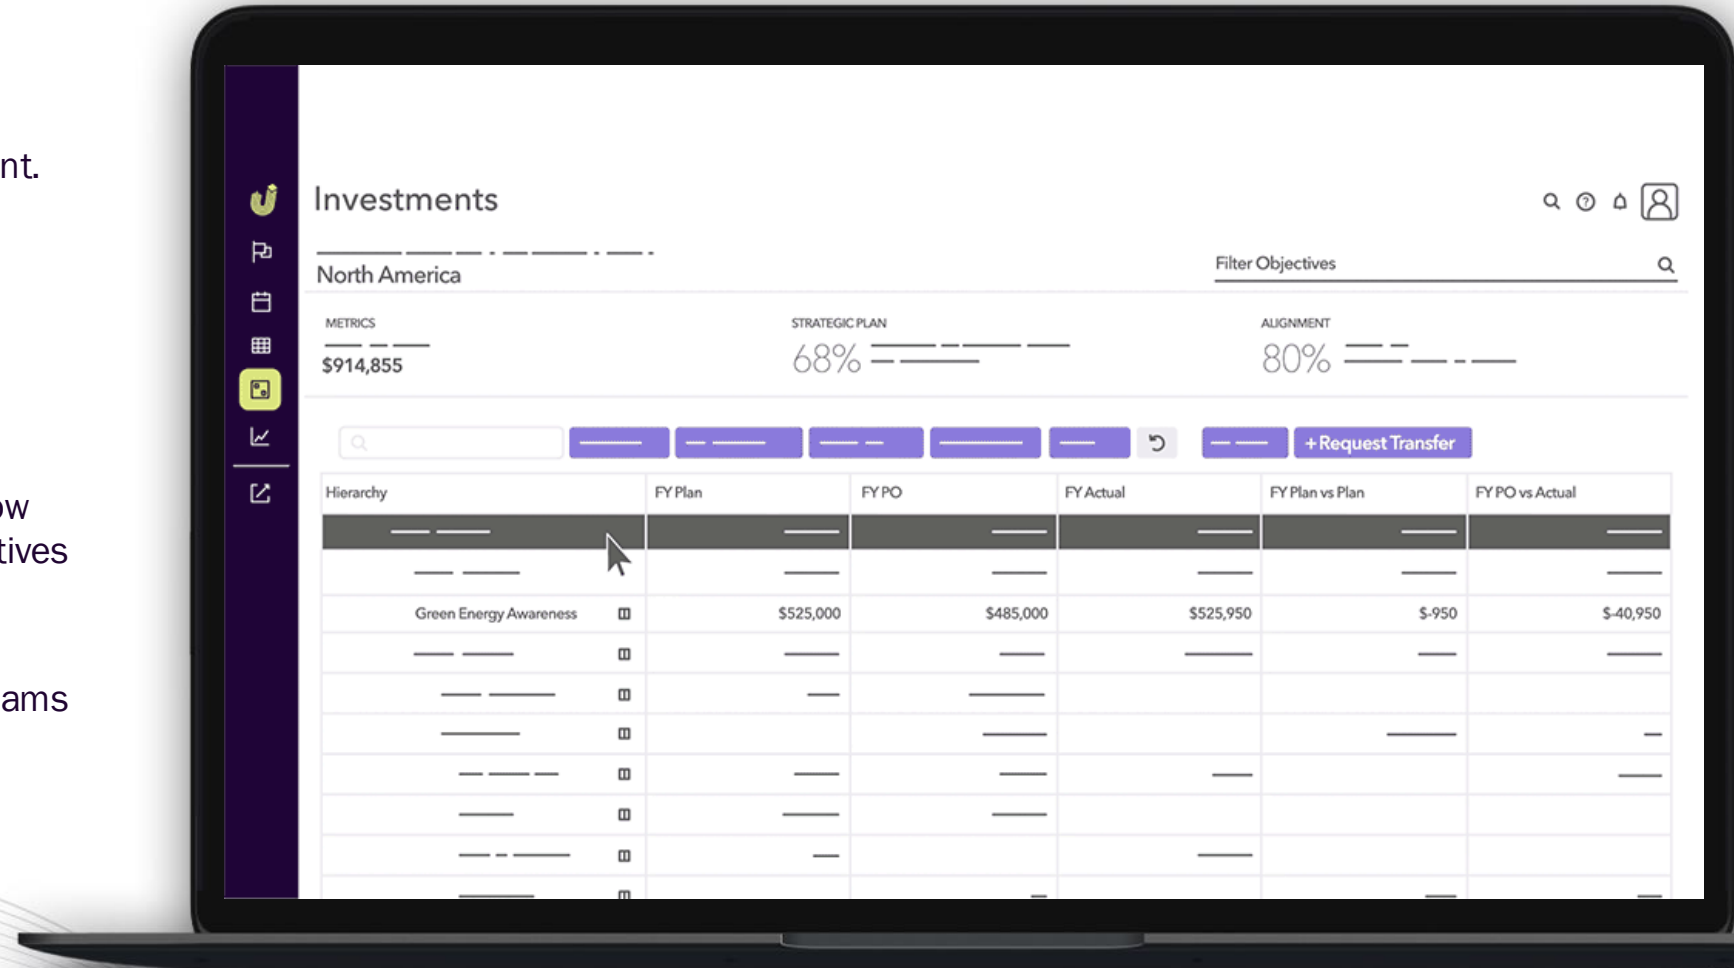 nt.
ow
tives
ams
Investments
North America
Filter Objectives
METRICS
$914,855
STRATEGIC PLAN
68%
ALIGNMENT
80%
+Request Transfer
Hierarchy FY Plan FY PO FY Actual FY Plan vs Plan FY PO vs Actual
Green Energy Awareness $525,000 $485,000 $525,950 $-950 $-40,950